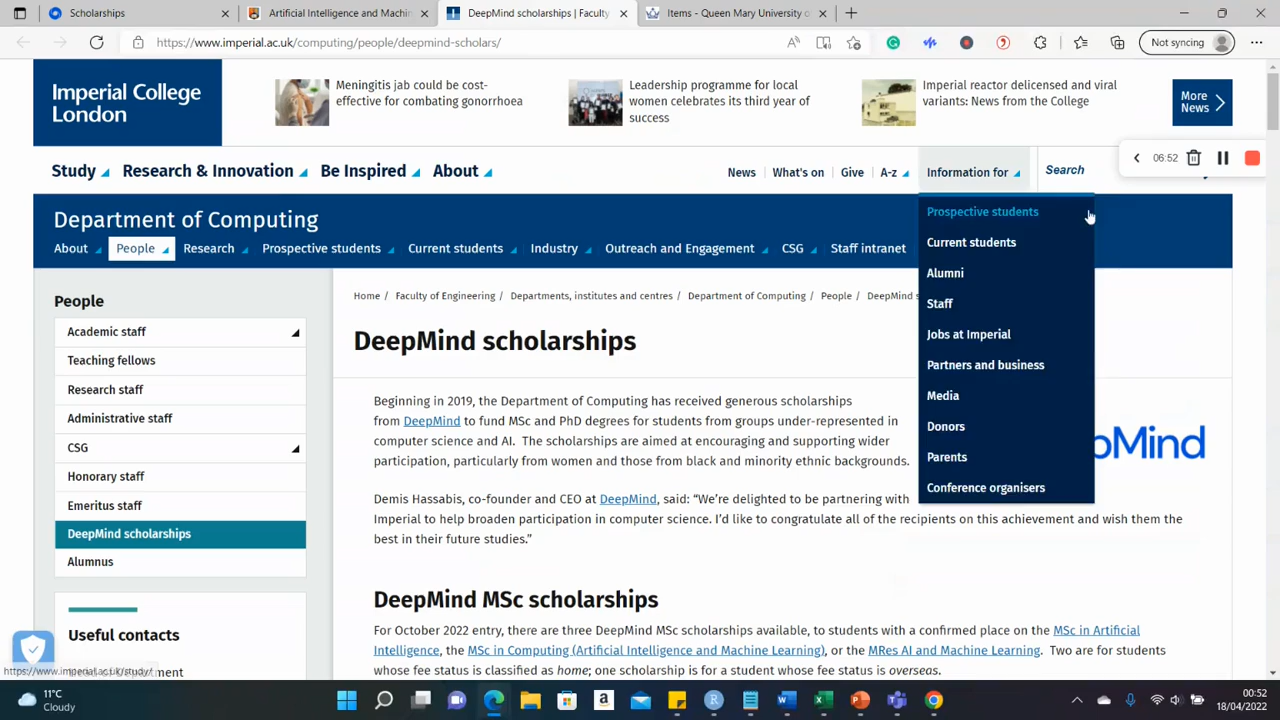 Scholarships
Artificial Intelligence and Machin
DeepMind scholarships | Faculty
Items - Queen Mary University o
https://www.imperial.ac.uk/computing/people/deepmind-scholars/
Not syncing
Imperial College
London
Meningitis jab could be cost-
effective for combating gonorrhoea
Leadership programme for local
women celebrates its third year of
success
Imperial reactor delicensed and viral
variants: News from the College
More
News
06:52
Study
Research & Innovation
Be Inspired
About
News
What's on
Give
A-z
Information for
Search
Department of Computing
About
People
Research
Prospective students
Current students
Industry
Outreach and Engagement
CSG
Staff intranet
Prospective students
Current students
Alumni
Staff
Jobs at Imperial
Partners and business
Media
Donors
Parents
Conference organisers
People
Academic staff
Teaching fellows
Research staff
Administrative staff
CSG
Honorary staff
Emeritus staff
DeepMind scholarships
Alumnus
Useful contacts
Home / Faculty of Engineering / Departments, institutes and centres / Department of Computing / People / DeepMind s
DeepMind scholarships
Beginning in 2019, the Department of Computing has received generous scholarships
from DeepMind to fund MSc and PhD degrees for students from groups under-represented in
computer science and AI. The scholarships are aimed at encouraging and supporting wider
participation, particularly from women and those from black and minority ethnic backgrounds.
pMind
Demis Hassabis, co-founder and CEO at DeepMind, said: “We’re delighted to be partnering with
Imperial to help broaden participation in computer science. I’d like to congratulate all of the recipients on this achievement and wish them the
best in their future studies.”
DeepMind MSc scholarships
For October 2022 entry, there are three DeepMind MSc scholarships available, to students with a confirmed place on the MSc in Artificial
Intelligence, the MSc in Computing (Artificial Intelligence and Machine Learning), or the MRes AI and Machine Learning. Two are for students
whose fee status is classified as home; one scholarship is for a student whose fee status is overseas.
https://www.imperial.ac.uk/study/
11°C
Cloudy
00:52
18/04/2022